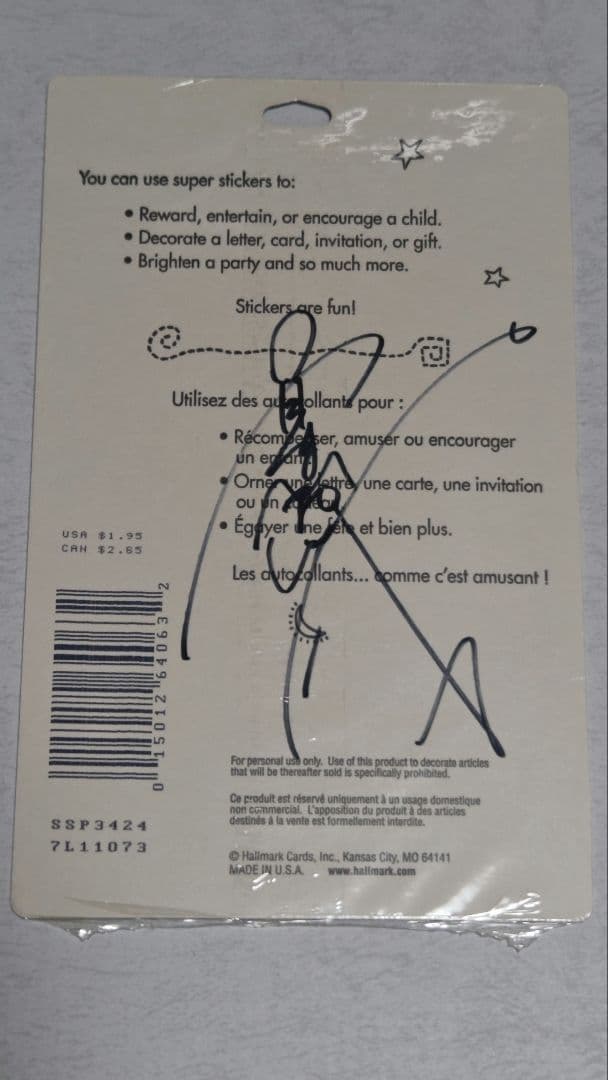 You can use super stickers to:
• Reward, entertain, or encourage a child.
• Decorate a letter, card, invitation, or gift.
• Brighten a party and so much more.
Stickers are fun!
Utilisez des autocollants pour :
• Récompenser, amuser ou encourager
un enfant.
• Orner une lettre, une carte, une invitation
ou un
• Égayer une fête et bien plus.
Les autocollants... comme c'est amusant !
USA $1.95
CAN $2.65
0 15012 64063 2
SSP3424
7L11073
For personal use only. Use of this product to decorate articles
that will be thereafter sold is specifically prohibited.
Ce produit est réservé uniquement à un usage domestique
non commercial. L'apposition du produit à des articles
destinés à la vente est formellement interdite.
© Hallmark Cards, Inc., Kansas City, MO 64141
MADE IN U.S.A. www.hallmark.com